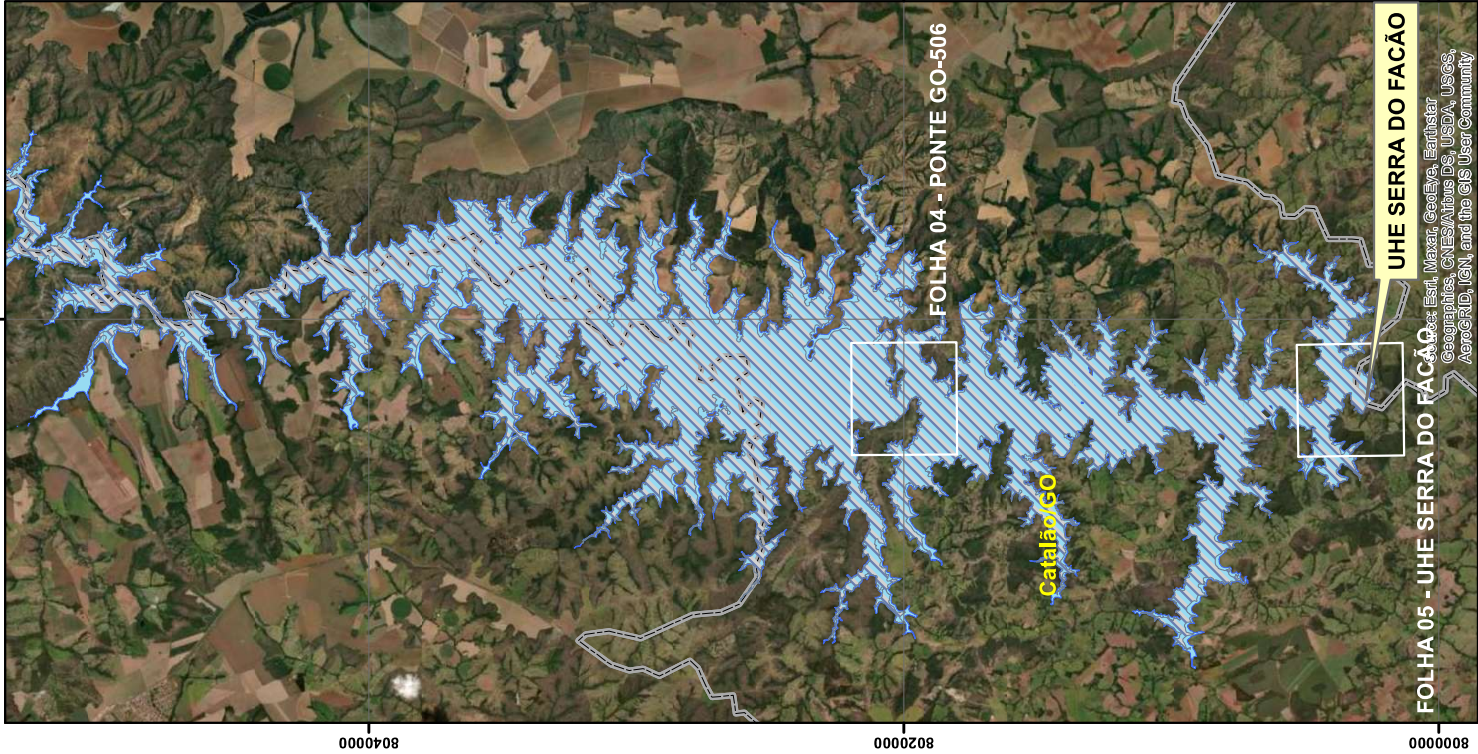 FOLHA 04 - PONTE GO-506
Catalão/GO
UHE SERRA DO FACÃO
FOLHA 05 - UHE SERRA DO FACÃO
Source: Esri, Maxar, GeoEye, Earthstar
Geographics, CNES/Airbus DS, USDA, USGS,
AeroGRID, IGN, and the GIS User Community
8040000
8020000
8000000